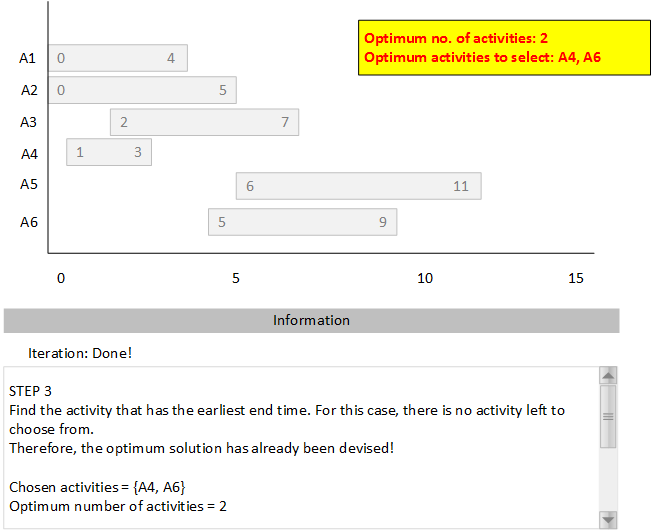 Optimum no. of activities: 2
Optimum activities to select: A4, A6
A1 0 4
A2 0 5
A3 2 7
A4 1 3
A5 6 11
A6 5 9
0 5 10 15
Information
Iteration: Done!
STEP 3
Find the activity that has the earliest end time. For this case, there is no activity left to
choose from.
Therefore, the optimum solution has already been devised!
Chosen activities = {A4, A6}
Optimum number of activities = 2